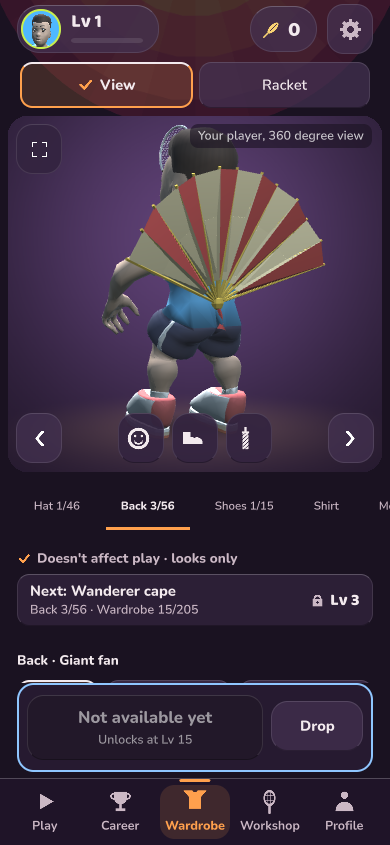 Lv 1
0
View
Racket
Your player, 360 degree view
Hat 1/46
Back 3/56
Shoes 1/15
Shirt
Doesn't affect play · looks only
Next: Wanderer cape
Back 3/56 · Wardrobe 15/205
Lv 3
Back · Giant fan
Not available yet
Unlocks at Lv 15
Drop
Play
Career
Wardrobe
Workshop
Profile